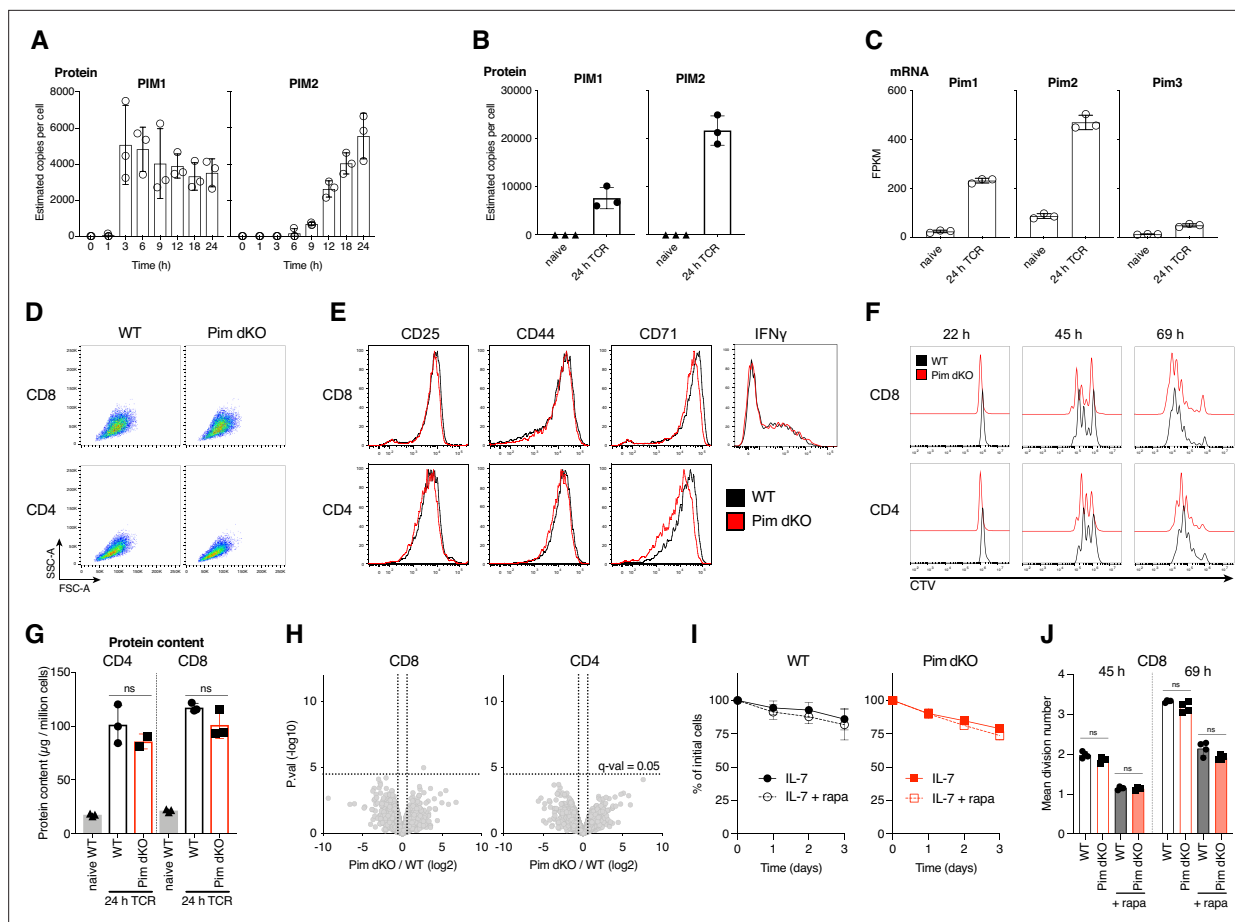 A
Protein
PIM1
PIM2
Estimated copies per cell
8000
6000
4000
2000
0
0 1 3 6 9 12 18 24
0 1 3 6 9 12 18 24
Time (h)
Time (h)
B
Protein
PIM1
PIM2
Estimated copies per cell
30000
20000
10000
0
naive
24 h TCR
naive
24 h TCR
C
mRNA
Pim1
Pim2
Pim3
FPKM
600
400
200
0
naive
24 h TCR
naive
24 h TCR
naive
24 h TCR
D
WT
Pim dKO
CD8
CD4
SSC-A
FSC-A
E
CD25
CD44
CD71
IFNγ
CD8
CD4
WT
Pim dKO
F
22 h
45 h
69 h
WT
Pim dKO
CD8
CD4
CTV
G
Protein content
CD4
CD8
Protein content (µg / million cells)
150
100
50
0
ns
ns
naive WT
WT
Pim dKO
naive WT
WT
Pim dKO
24 h TCR
24 h TCR
H
CD8
CD4
P.val (-log10)
10
5
0
10
5
0
q-val = 0.05
-10 -5 0 5 10
-10 -5 0 5 10
Pim dKO / WT (log2)
Pim dKO / WT (log2)
I
WT
Pim dKO
% of initial cells
125
100
75
50
25
0
IL-7
IL-7 + rapa
IL-7
IL-7 + rapa
0 1 2 3
0 1 2 3
Time (days)
Time (days)
J
CD8
45 h
69 h
Mean division number
4
3
2
1
0
ns
ns
ns
ns
WT
Pim dKO
WT
Pim dKO
WT
Pim dKO
WT
Pim dKO
+ rapa
+ rapa